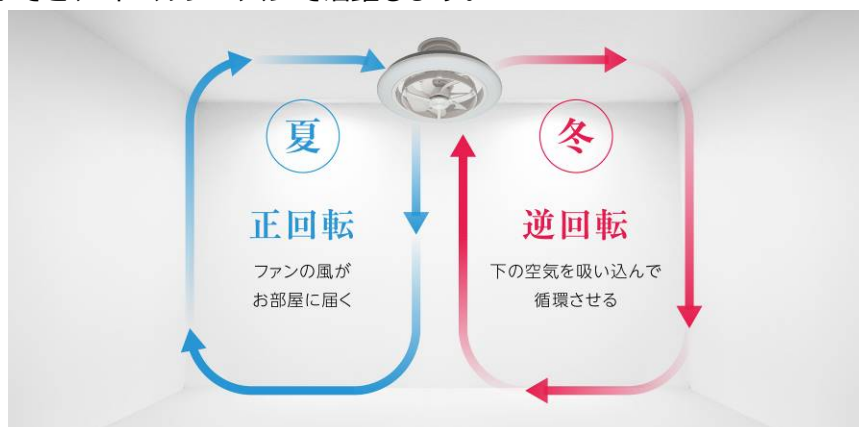 夏
正回転
ファンの風が
お部屋に届く
冬
逆回転
下の空気を吸い込んで
循環させる